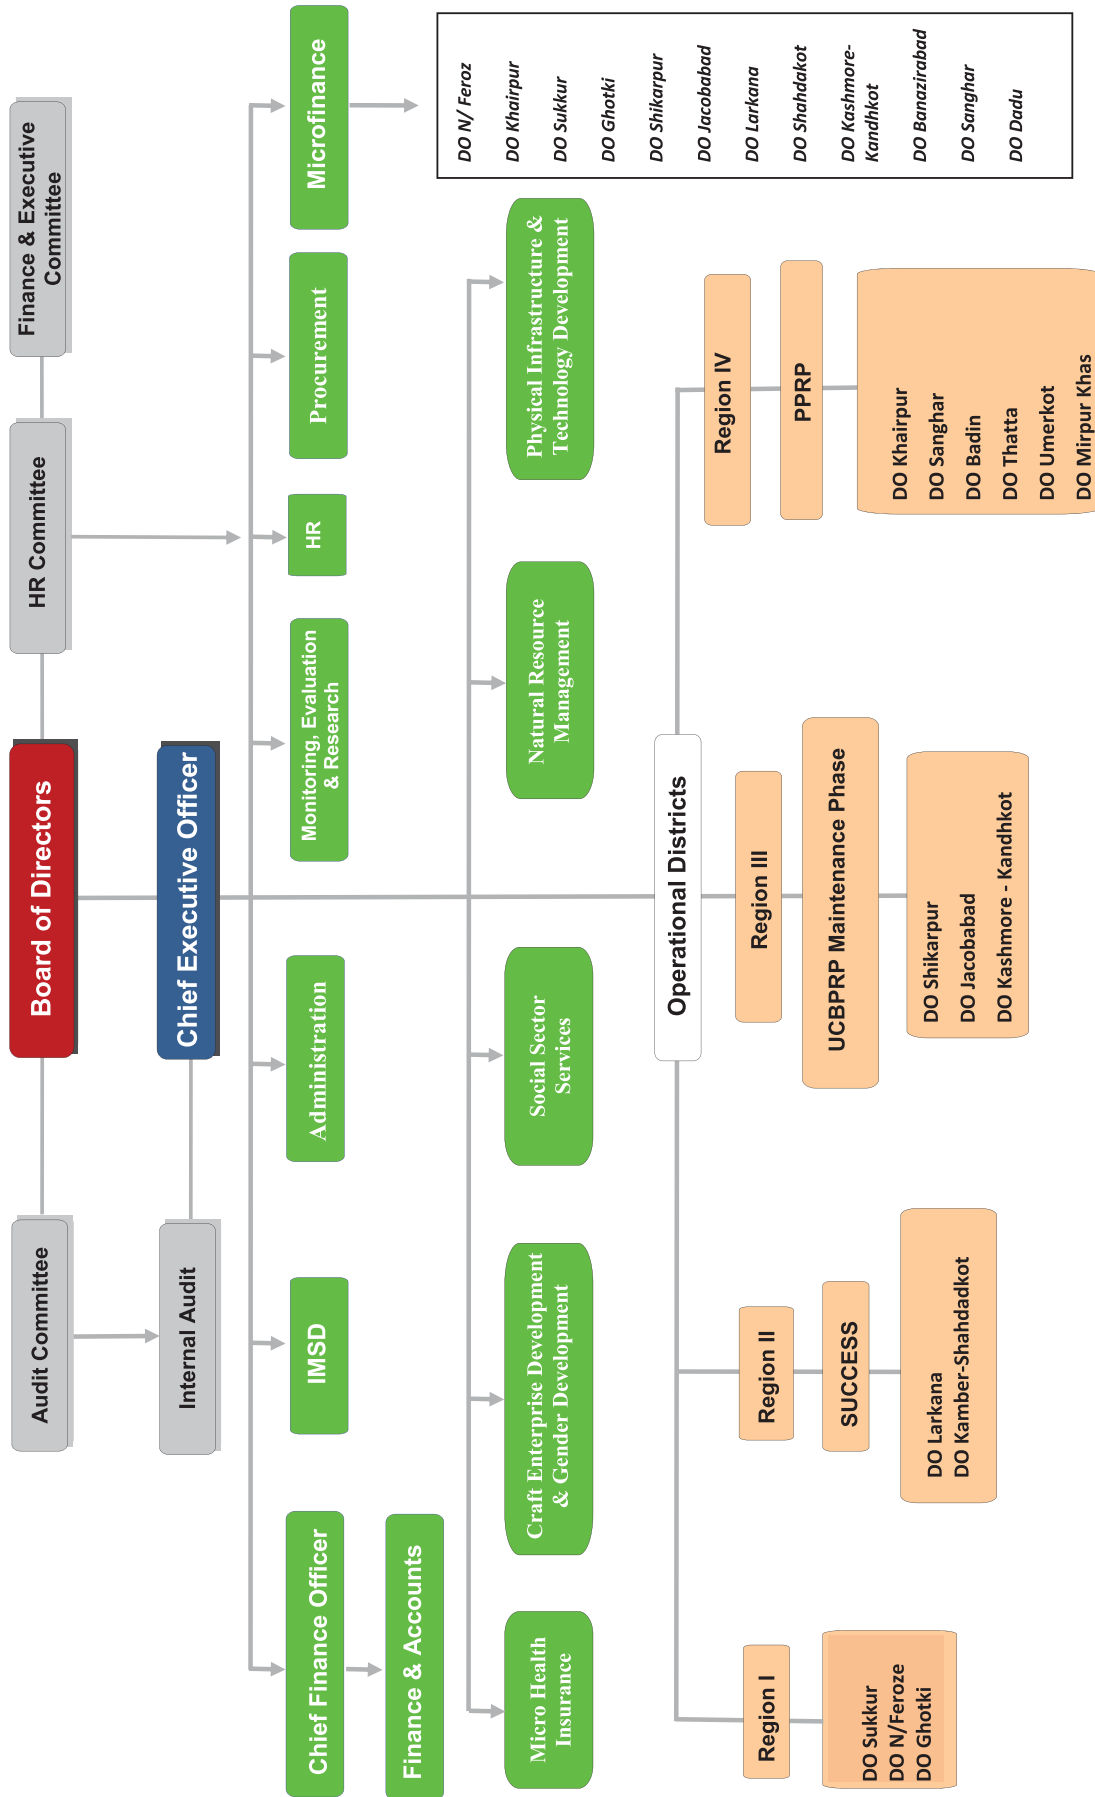 Audit Committee
Board of Directors
HR Committee
Finance & Executive
Committee
Internal Audit
Chief Executive Officer
Chief Finance Officer
IMSD
Administration
Monitoring, Evaluation
& Research
HR
Procurement
Microfinance
Finance & Accounts
DO N/ Feroz
DO Khairpur
DO Sukkur
DO Ghotki
DO Shikarpur
DO Jacobabad
DO Larkana
DO Shahdakot
DO Kashmore-
Kandhkot
DO Banazirabad
DO Sanghar
DO Dadu
Micro Health
Insurance
Craft Enterprise Development
& Gender Development
Social Sector
Services
Natural Resource
Management
Physical Infrastructure &
Technology Development
Operational Districts
Region I
DO Sukkur
DO N/Feroze
DO Ghotki
Region II
SUCCESS
DO Larkana
DO Kamber-Shahdadkot
Region III
UCBPRP Maintenance Phase
DO Shikarpur
DO Jacobabad
DO Kashmore - Kandhkot
Region IV
PPRP
DO Khairpur
DO Sanghar
DO Badin
DO Thatta
DO Umerkot
DO Mirpur Khas